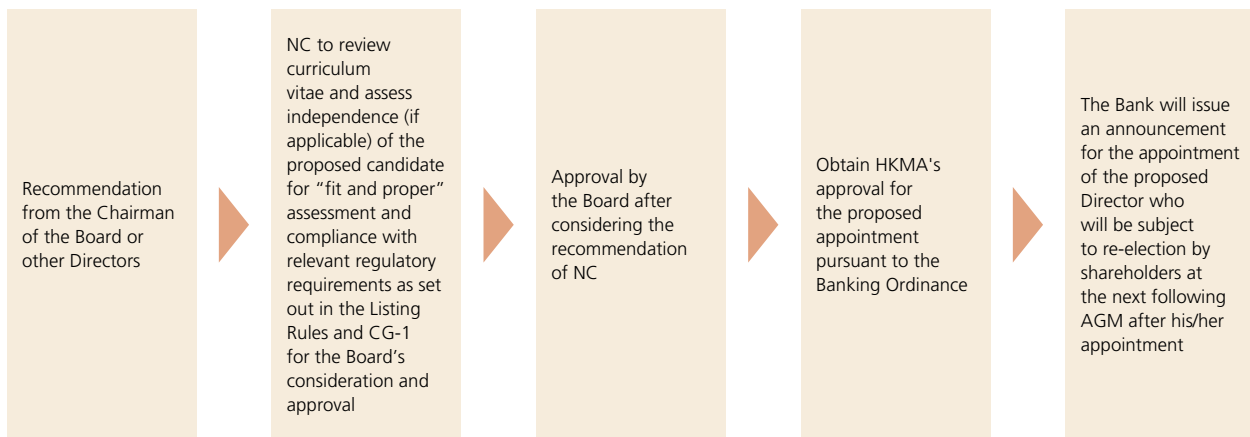 Recommendation
from the Chairman
of the Board or
other Directors
NC to review
curriculum
vitae and assess
independence (if
applicable) of the
proposed candidate
for “fit and proper”
assessment and
compliance with
relevant regulatory
requirements as set
out in the Listing
Rules and CG-1
for the Board’s
consideration and
approval
Approval by
the Board after
considering the
recommendation
of NC
Obtain HKMA's
approval for
the proposed
appointment
pursuant to the
Banking Ordinance
The Bank will issue
an announcement
for the appointment
of the proposed
Director who
will be subject
to re-election by
shareholders at
the next following
AGM after his/her
appointment